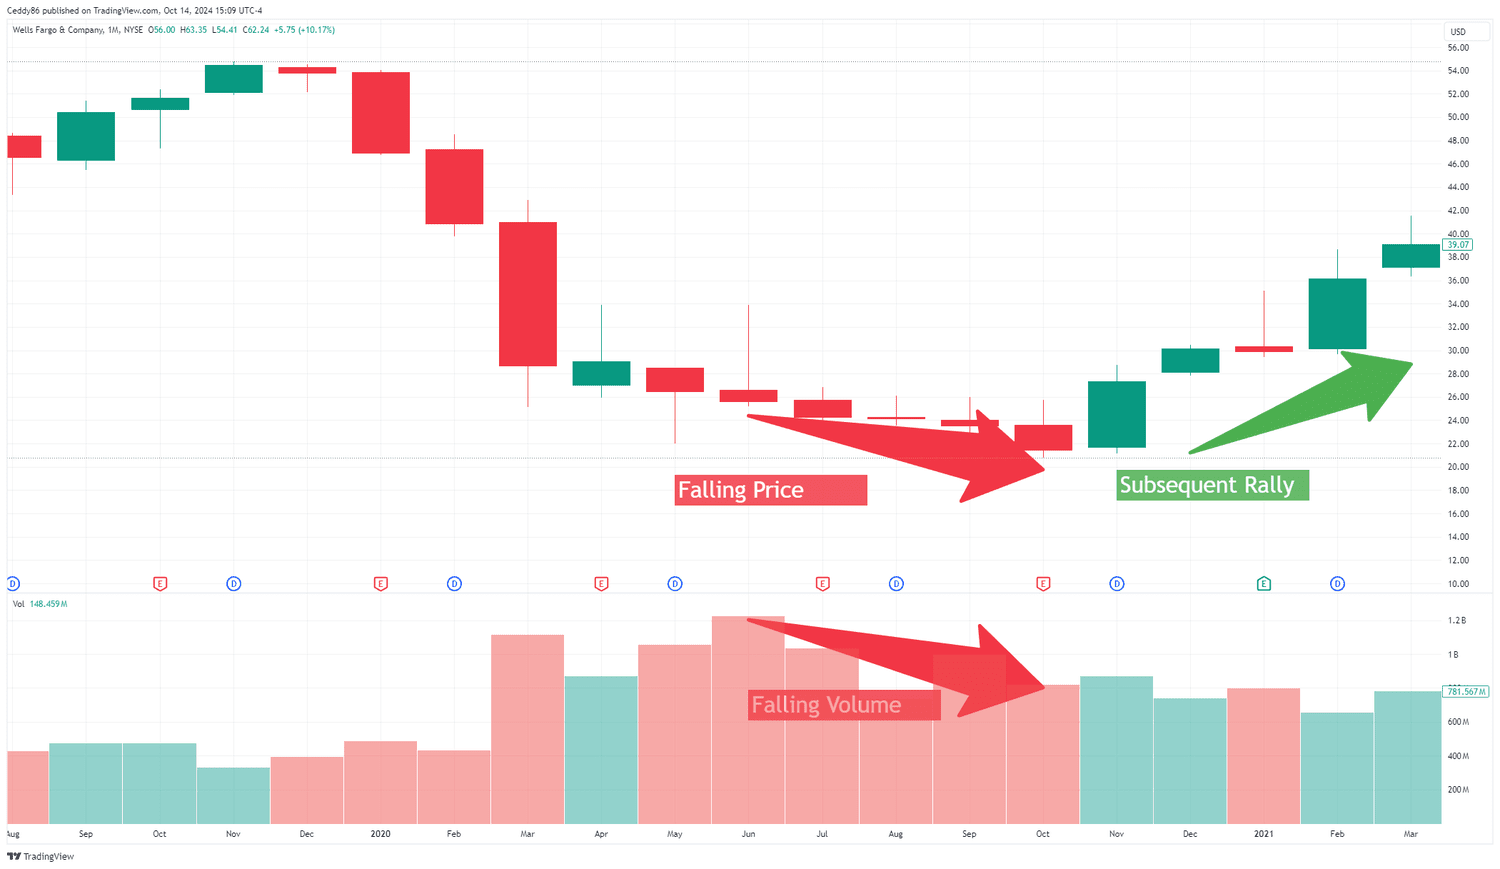 Ceddy86 published on TradingView.com, Oct 14, 2024 15:09 UTC-4
Wells Fargo & Company, 1M, NYSE O56.00 H63.35 L54.41 C62.24 +5.75 (+10.17%)
USD
56.00
54.00
52.00
50.00
48.00
46.00
44.00
42.00
40.00
39.07
38.00
36.00
34.00
32.00
30.00
28.00
26.00
24.00
22.00
20.00
18.00
16.00
14.00
12.00
10.00
Falling Price
Subsequent Rally
D E D E D E D E D E D E D
Vol 148.459M
1.2 B
1 B
781.567M
600 M
400 M
200 M
Falling Volume
Aug Sep Oct Nov Dec 2020 Feb Mar Apr May Jun Jul Aug Sep Oct Nov Dec 2021 Feb Mar
TradingView